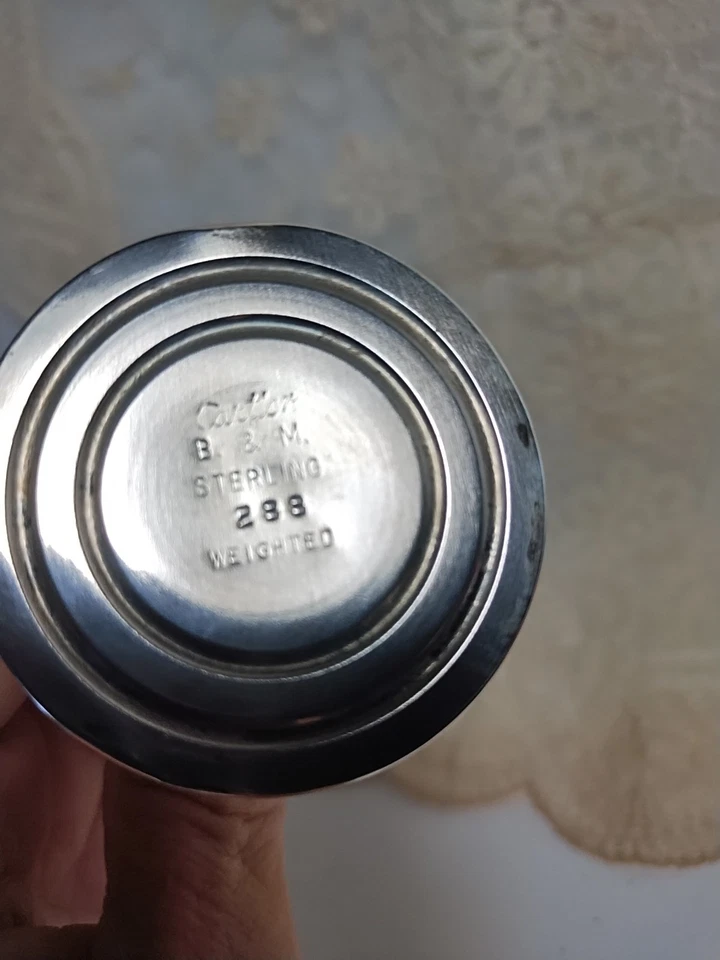 Carlton
B. & M.
STERLING
288
WEIGHTED